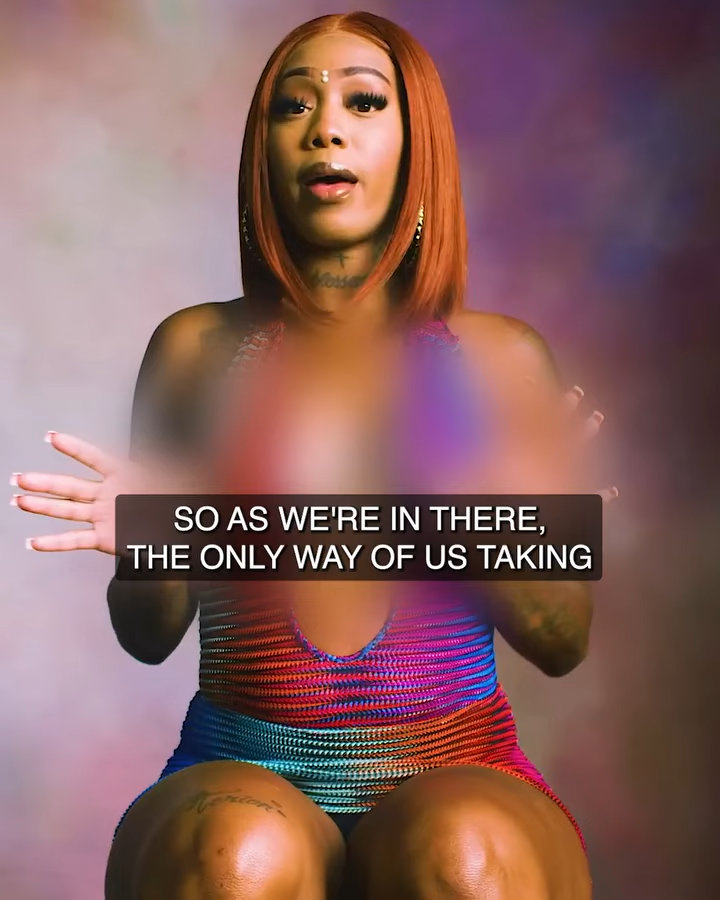 SO AS WE'RE IN THERE,
THE ONLY WAY OF US TAKING